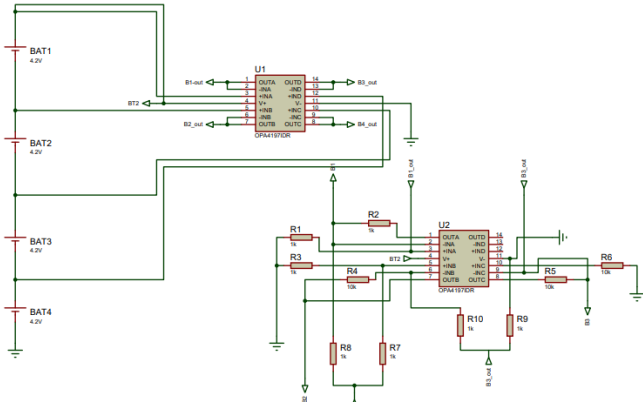 BAT1
4.2V
BAT2
4.2V
BAT3
4.2V
BAT4
4.2V
U1
B1-out
1 OUTA OUTD 14
2 -INA -IND 13
3 +INA +IND 12
4 V+ V- 11
5 +INB +INC 10
6 -INB -INC 9
7 OUTB OUTC 8
OPA4197IDR
B3_out
BT2
B2_out
B4_out
B1
B1_out
B3_out
R1
1k
R2
1k
R3
1k
R4
10k
U2
BT2
1 OUTA OUTD 14
2 -INA -IND 13
3 +INA +IND 12
4 V+ V- 11
5 +INB +INC 10
6 -INB -INC 9
7 OUTB OUTC 8
OPA4197IDR
R5
10k
R6
10k
B3
R10
1k
R9
1k
R8
1k
R7
1k
B3_out